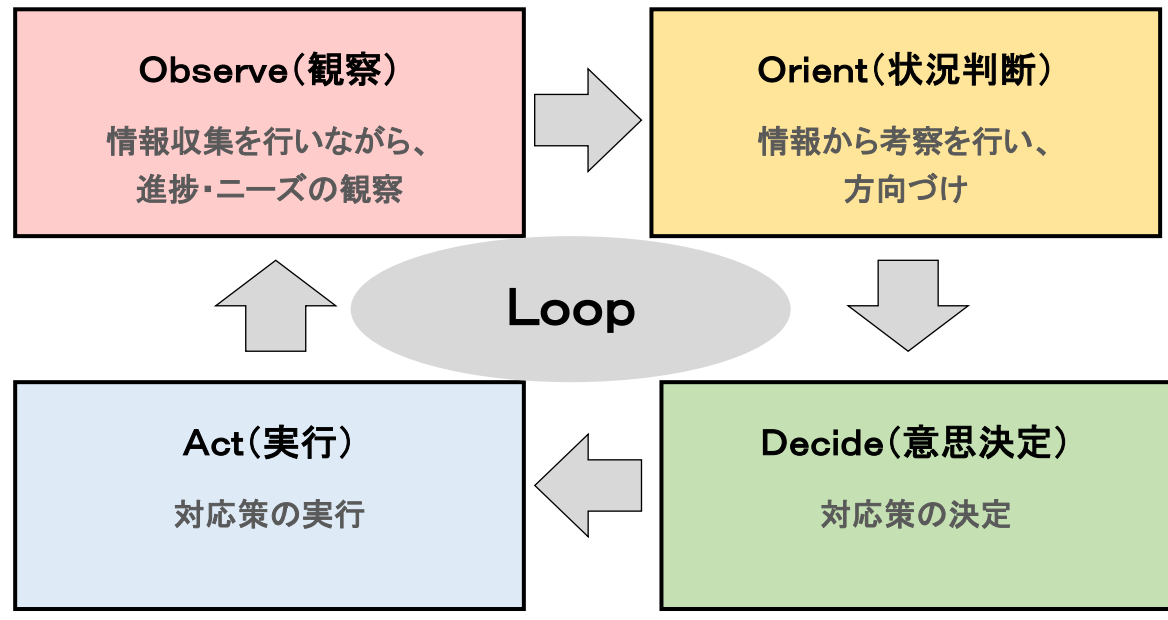 Observe(観察)
情報収集を行いながら、
進捗・ニーズの観察
Orient(状況判断)
情報から考察を行い、
方向づけ
Loop
Act(実行)
対応策の実行
Decide(意思決定)
対応策の決定